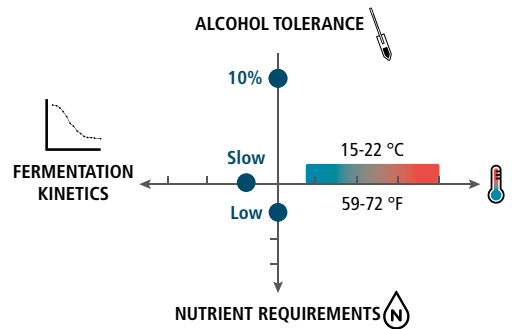 ALCOHOL TOLERANCE
10%
FERMENTATION
KINETICS
Slow
15-22 °C
59-72 °F
Low
NUTRIENT REQUIREMENTS N